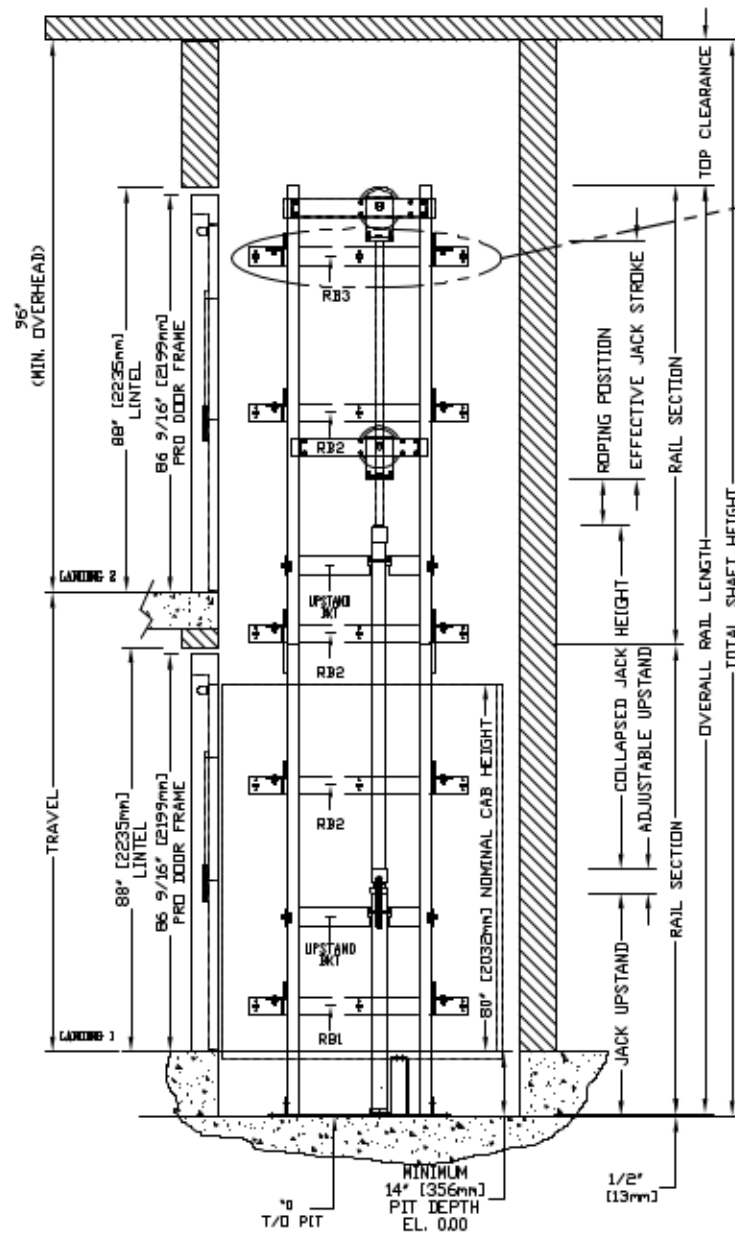 TOP CLEARANCE
96"
(MIN. OVERHEAD)
88" [2235mm]
LINTEL
86 9/16" [2199mm]
PRO DOOR FRAME
RB3
RB2
ROPING POSITION
EFFECTIVE JACK STROKE
RAIL SECTION
LANDING 2
UPSTAND
BKT
RB2
OVERALL RAIL LENGTH
TOTAL SHAFT HEIGHT
COLLAPSED JACK HEIGHT
ADJUSTABLE UPSTAND
TRAVEL
88" [2235mm]
LINTEL
86 9/16" [2199mm]
PRO DOOR FRAME
RB2
80" [2032mm] NOMINAL CAB HEIGHT
UPSTAND
BKT
RAIL SECTION
JACK UPSTAND
RB1
LANDING 1
"0
T/O PIT
MINIMUM
14" [356mm]
PIT DEPTH
EL. 0.00
1/2"
[13mm]